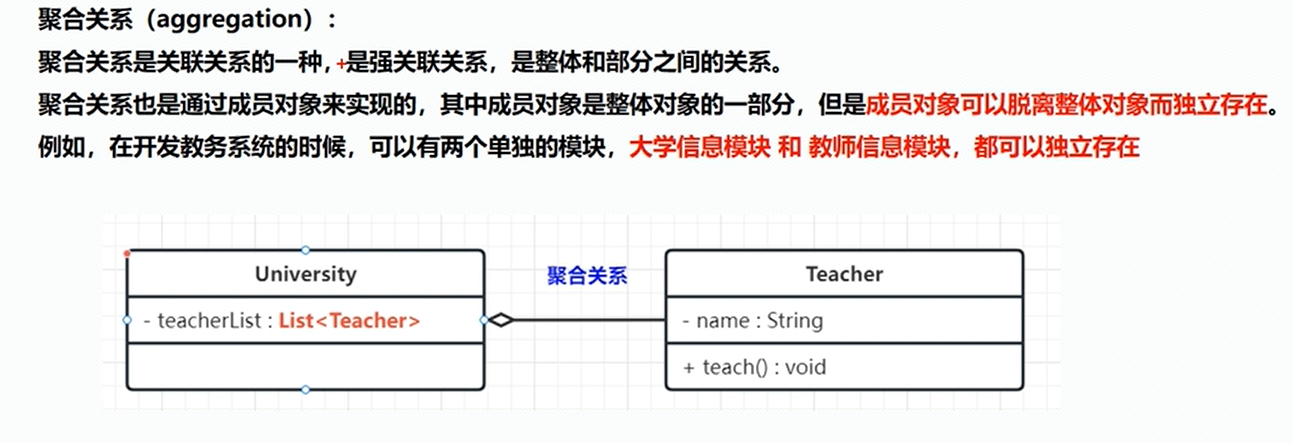 聚合关系（aggregation）：
聚合关系是关联关系的一种，是强关联关系，是整体和部分之间的关系。
聚合关系也是通过成员对象来实现的，其中成员对象是整体对象的一部分，但是成员对象可以脱离整体对象而独立存在。
例如，在开发教务系统的时候，可以有两个单独的模块，大学信息模块 和 教师信息模块，都可以独立存在
University
- teacherList : List<Teacher>
聚合关系
Teacher
- name : String
+ teach() : void